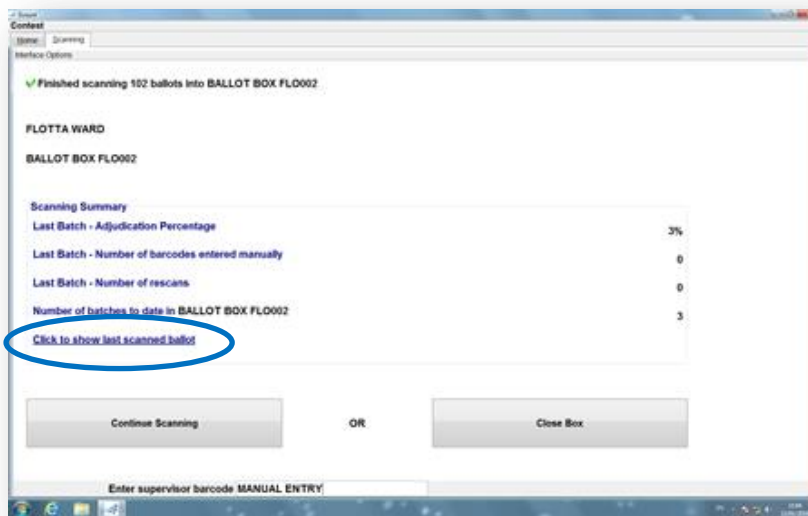 Contest
Home Scanning
Interface Options
Finished scanning 102 ballots into BALLOT BOX FLO002
FLOTTA WARD
BALLOT BOX FLO002
Scanning Summary
Last Batch - Adjudication Percentage 3%
Last Batch - Number of barcodes entered manually 0
Last Batch - Number of rescans 0
Number of batches to date in BALLOT BOX FLO002 3
Click to show last scanned ballot
Continue Scanning OR Close Box
Enter supervisor barcode MANUAL ENTRY